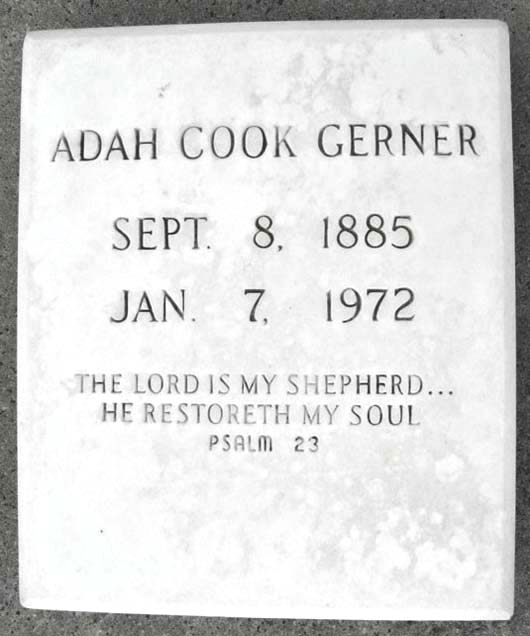 ADAH COOK GERNER
SEPT. 8, 1885
JAN. 7, 1972
THE LORD IS MY SHEPHERD...
HE RESTORETH MY SOUL
PSALM 23